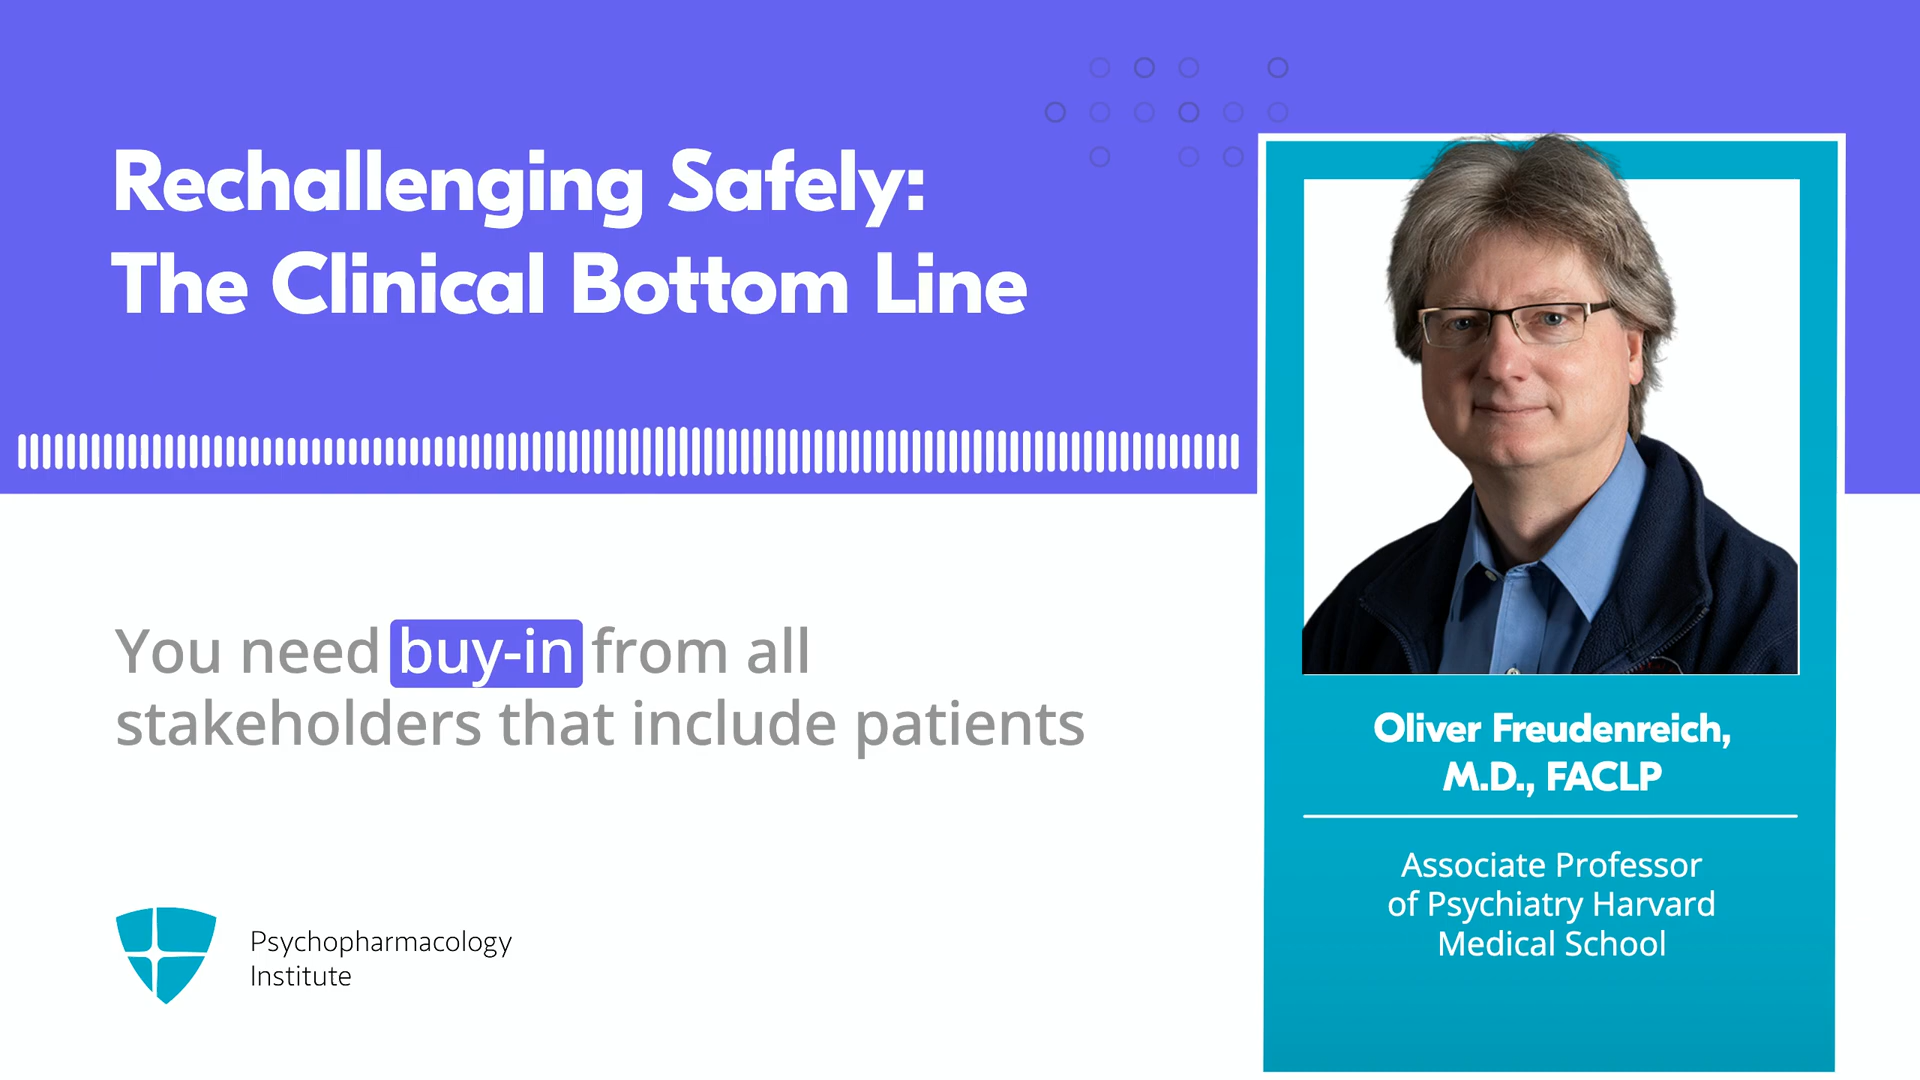 Rechallenging Safely:
The Clinical Bottom Line
You need buy-in from all
stakeholders that include patients
Psychopharmacology
Institute
Oliver Freudenreich,
M.D., FACLP
Associate Professor
of Psychiatry Harvard
Medical School